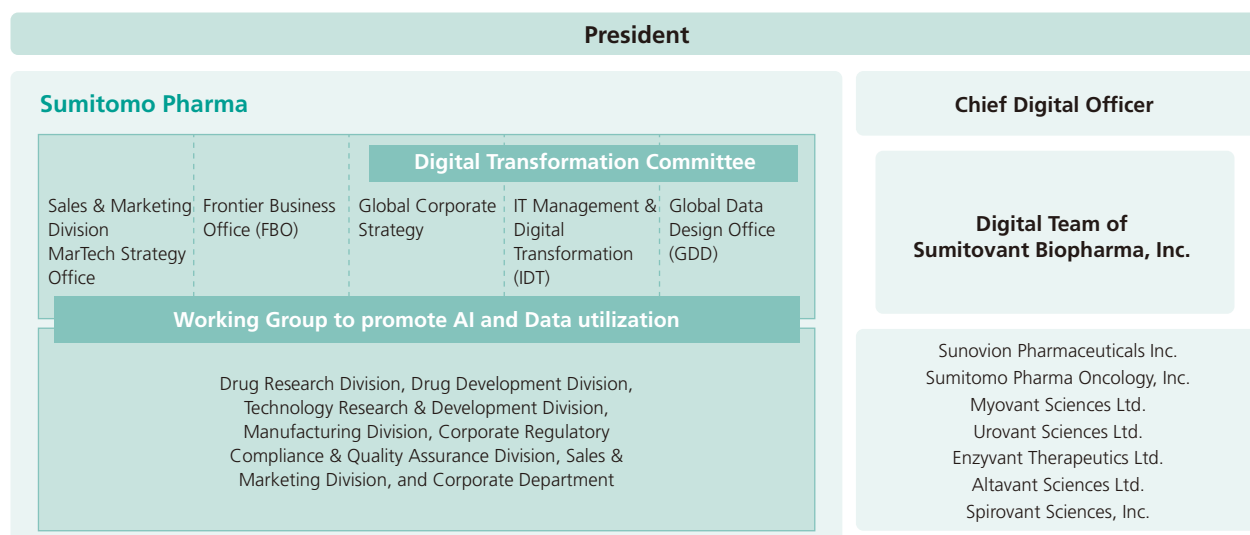 President
Sumitomo Pharma
Digital Transformation Committee
Sales & Marketing
Division
MarTech Strategy
Office
Frontier Business
Office (FBO)
Global Corporate
Strategy
IT Management &
Digital
Transformation
(IDT)
Global Data
Design Office
(GDD)
Working Group to promote AI and Data utilization
Drug Research Division, Drug Development Division,
Technology Research & Development Division,
Manufacturing Division, Corporate Regulatory
Compliance & Quality Assurance Division, Sales &
Marketing Division, and Corporate Department
Chief Digital Officer
Digital Team of
Sumitovant Biopharma, Inc.
Sunovion Pharmaceuticals Inc.
Sumitomo Pharma Oncology, Inc.
Myovant Sciences Ltd.
Urovant Sciences Ltd.
Enzyvant Therapeutics Ltd.
Altavant Sciences Ltd.
Spirovant Sciences, Inc.